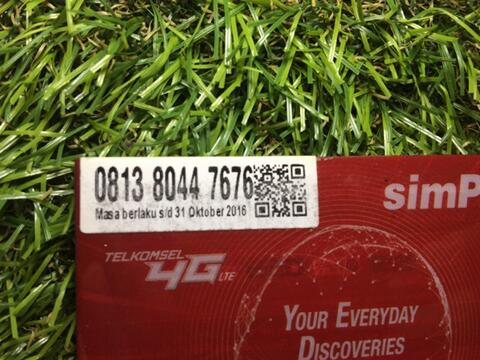 0813 8044 7676
Masa berlaku s/d 31 Oktober 2016
simP
TELKOMSEL
4G LTE
YOUR EVERYDAY
DISCOVERIES